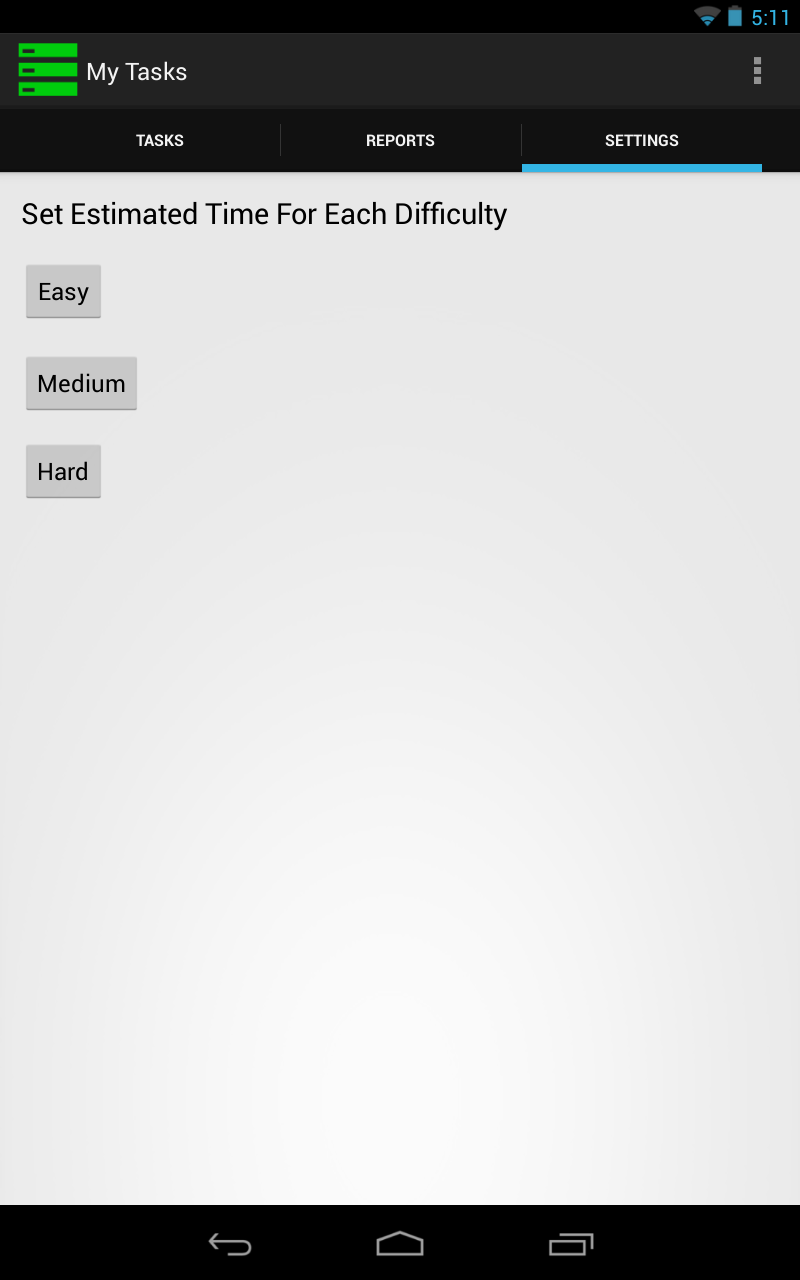 5:11
My Tasks
TASKS REPORTS SETTINGS
Set Estimated Time For Each Difficulty
Easy
Medium
Hard